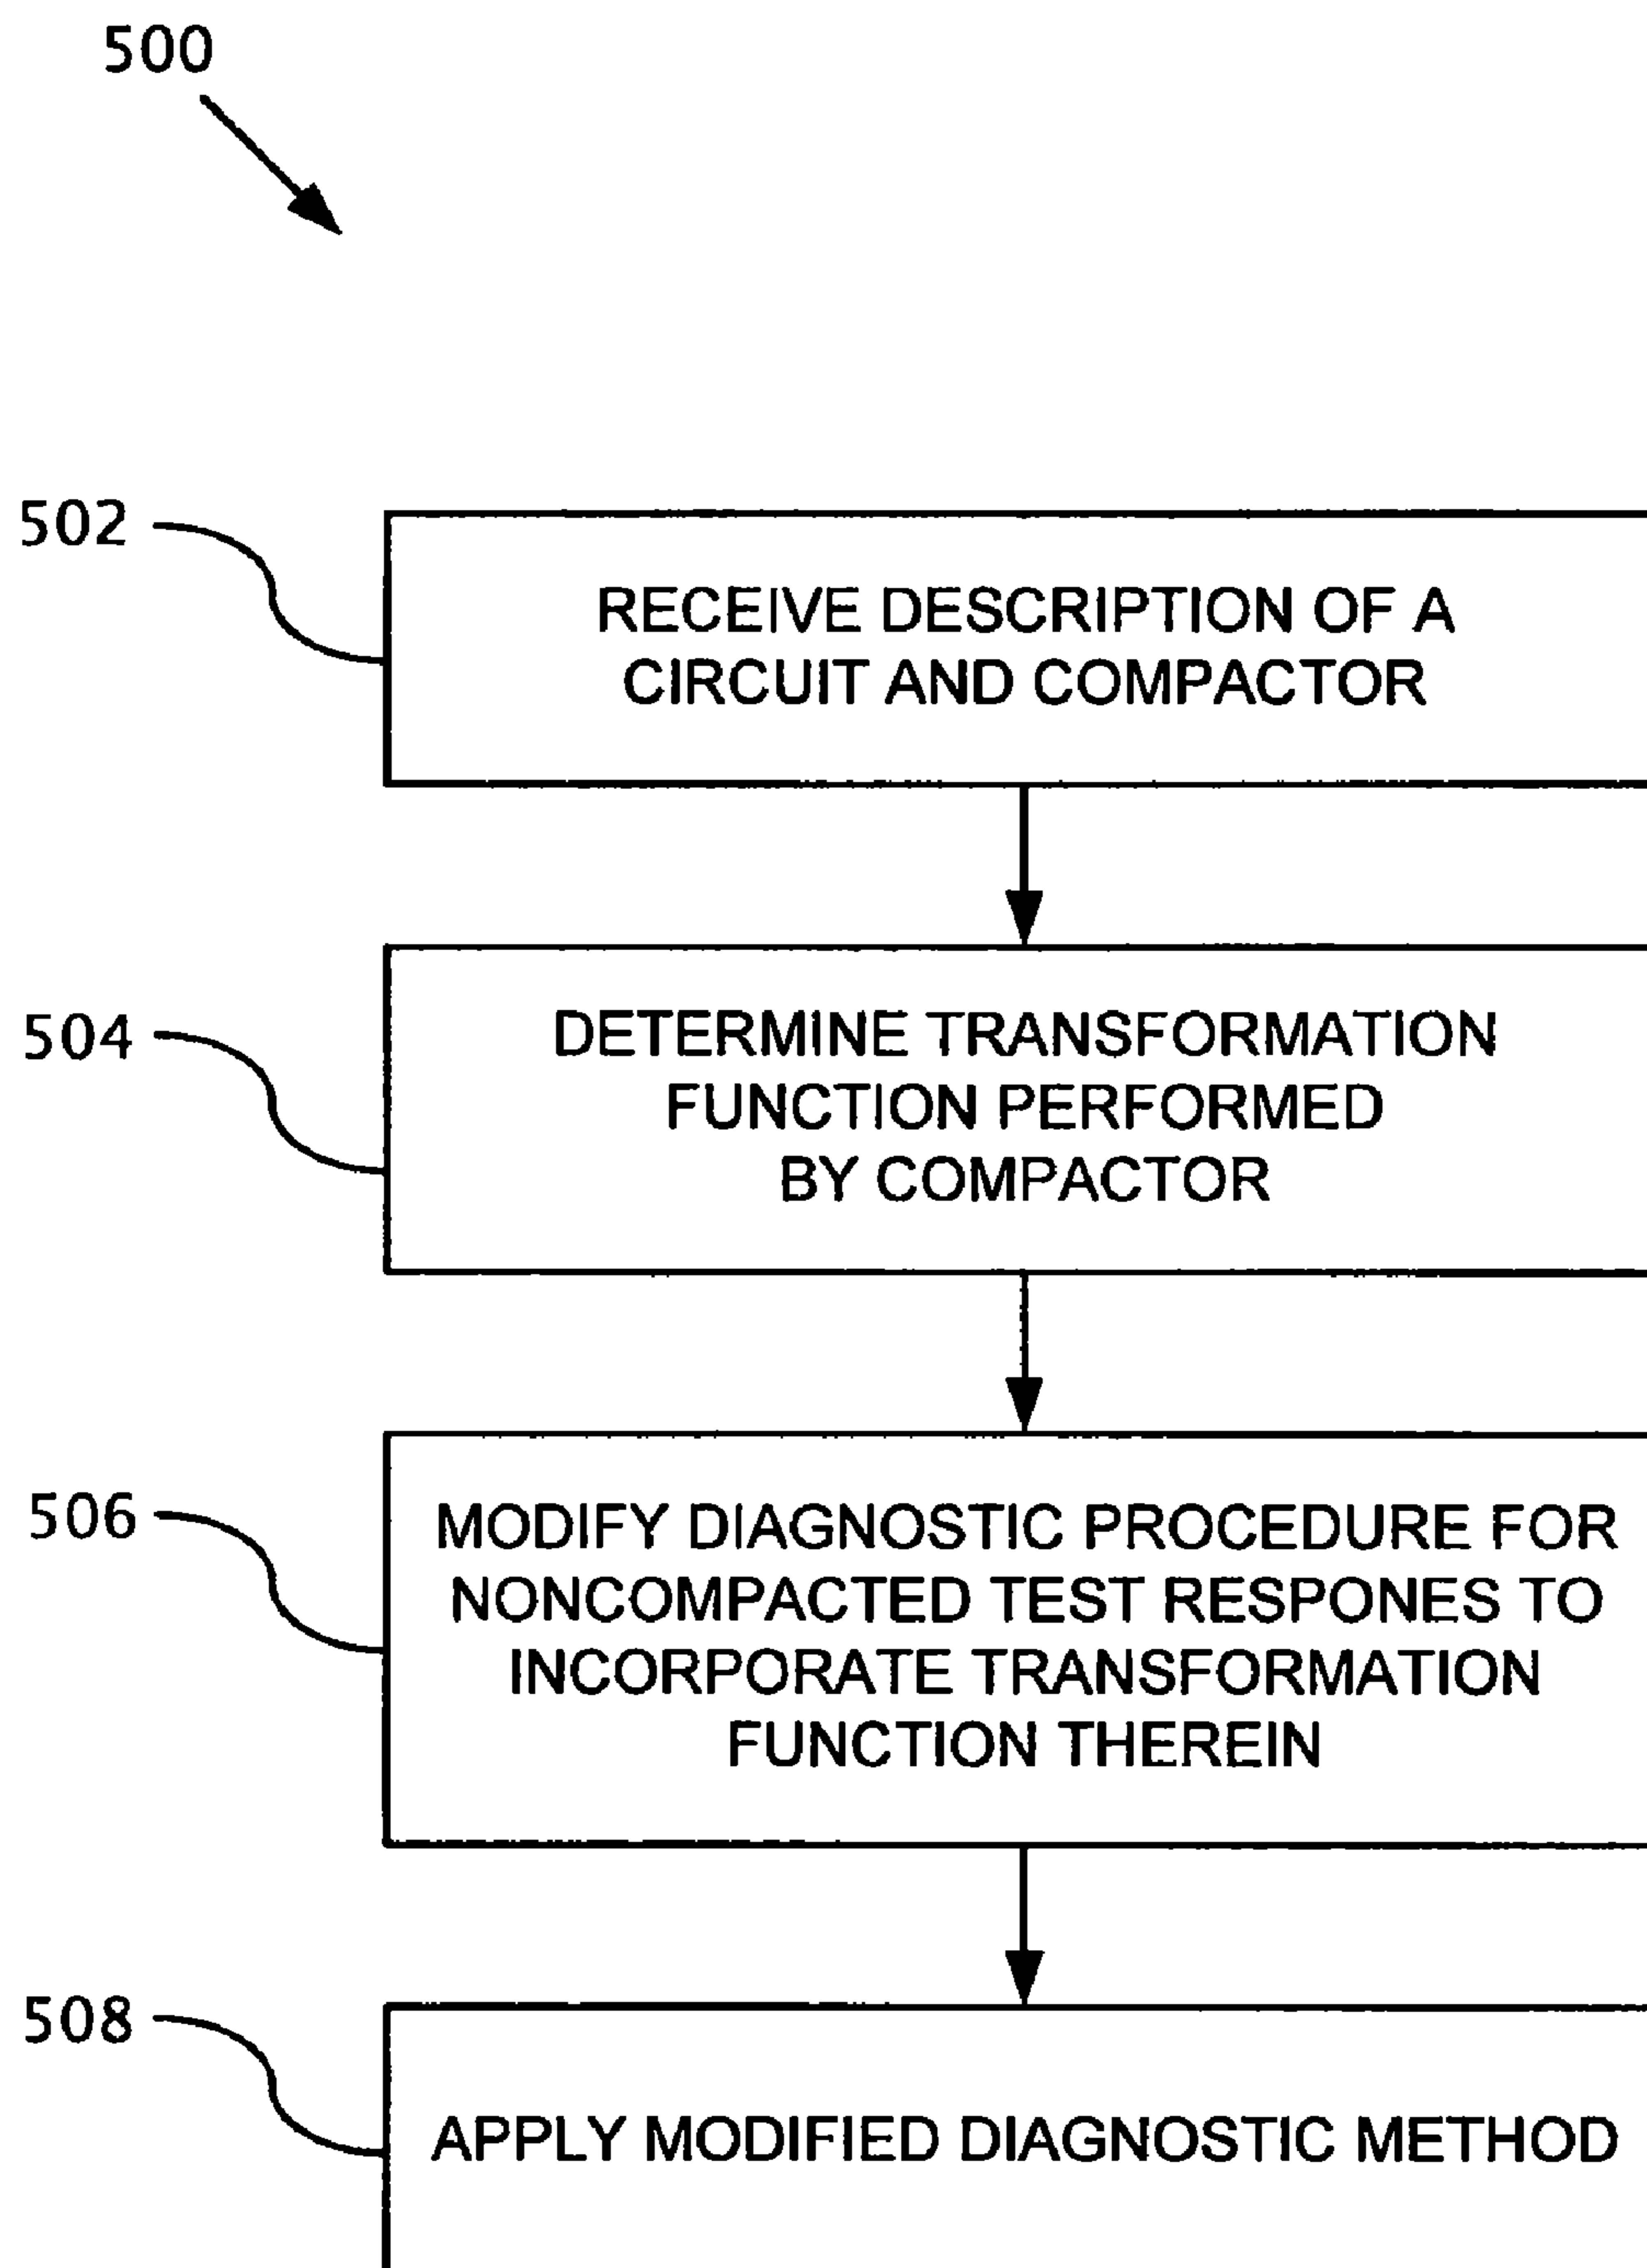 500
502
RECEIVE DESCRIPTION OF A
CIRCUIT AND COMPACTOR
504
DETERMINE TRANSFORMATION
FUNCTION PERFORMED
BY COMPACTOR
506
MODIFY DIAGNOSTIC PROCEDURE FOR
NONCOMPACTED TEST RESPONES TO
INCORPORATE TRANSFORMATION
FUNCTION THEREIN
508
APPLY MODIFIED DIAGNOSTIC METHOD